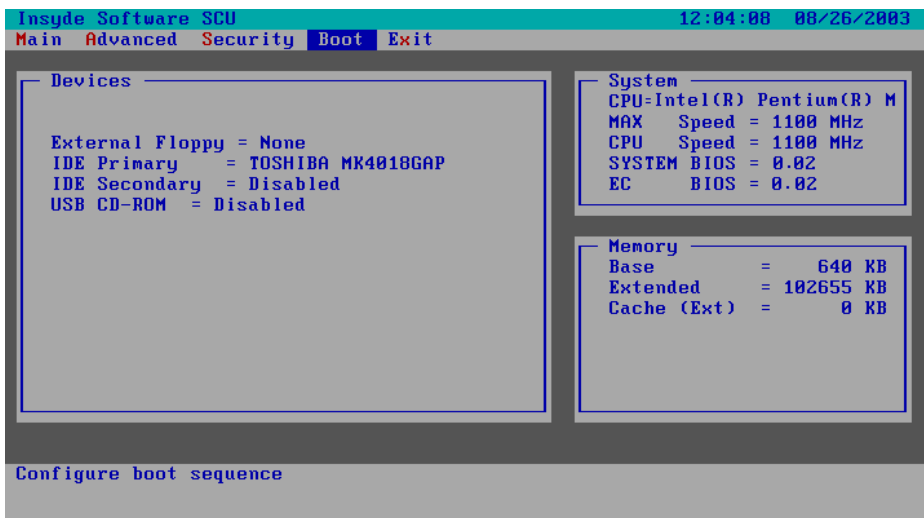 Insyde Software SCU 12:04:08 08/26/2003
Main Advanced Security Boot Exit
Devices
External Floppy = None
IDE Primary = TOSHIBA MK4018GAP
IDE Secondary = Disabled
USB CD-ROM = Disabled
System
CPU=Intel(R) Pentium(R) M
MAX Speed = 1100 MHz
CPU Speed = 1100 MHz
SYSTEM BIOS = 0.02
EC BIOS = 0.02
Memory
Base = 640 KB
Extended = 102655 KB
Cache (Ext) = 0 KB
Configure boot sequence